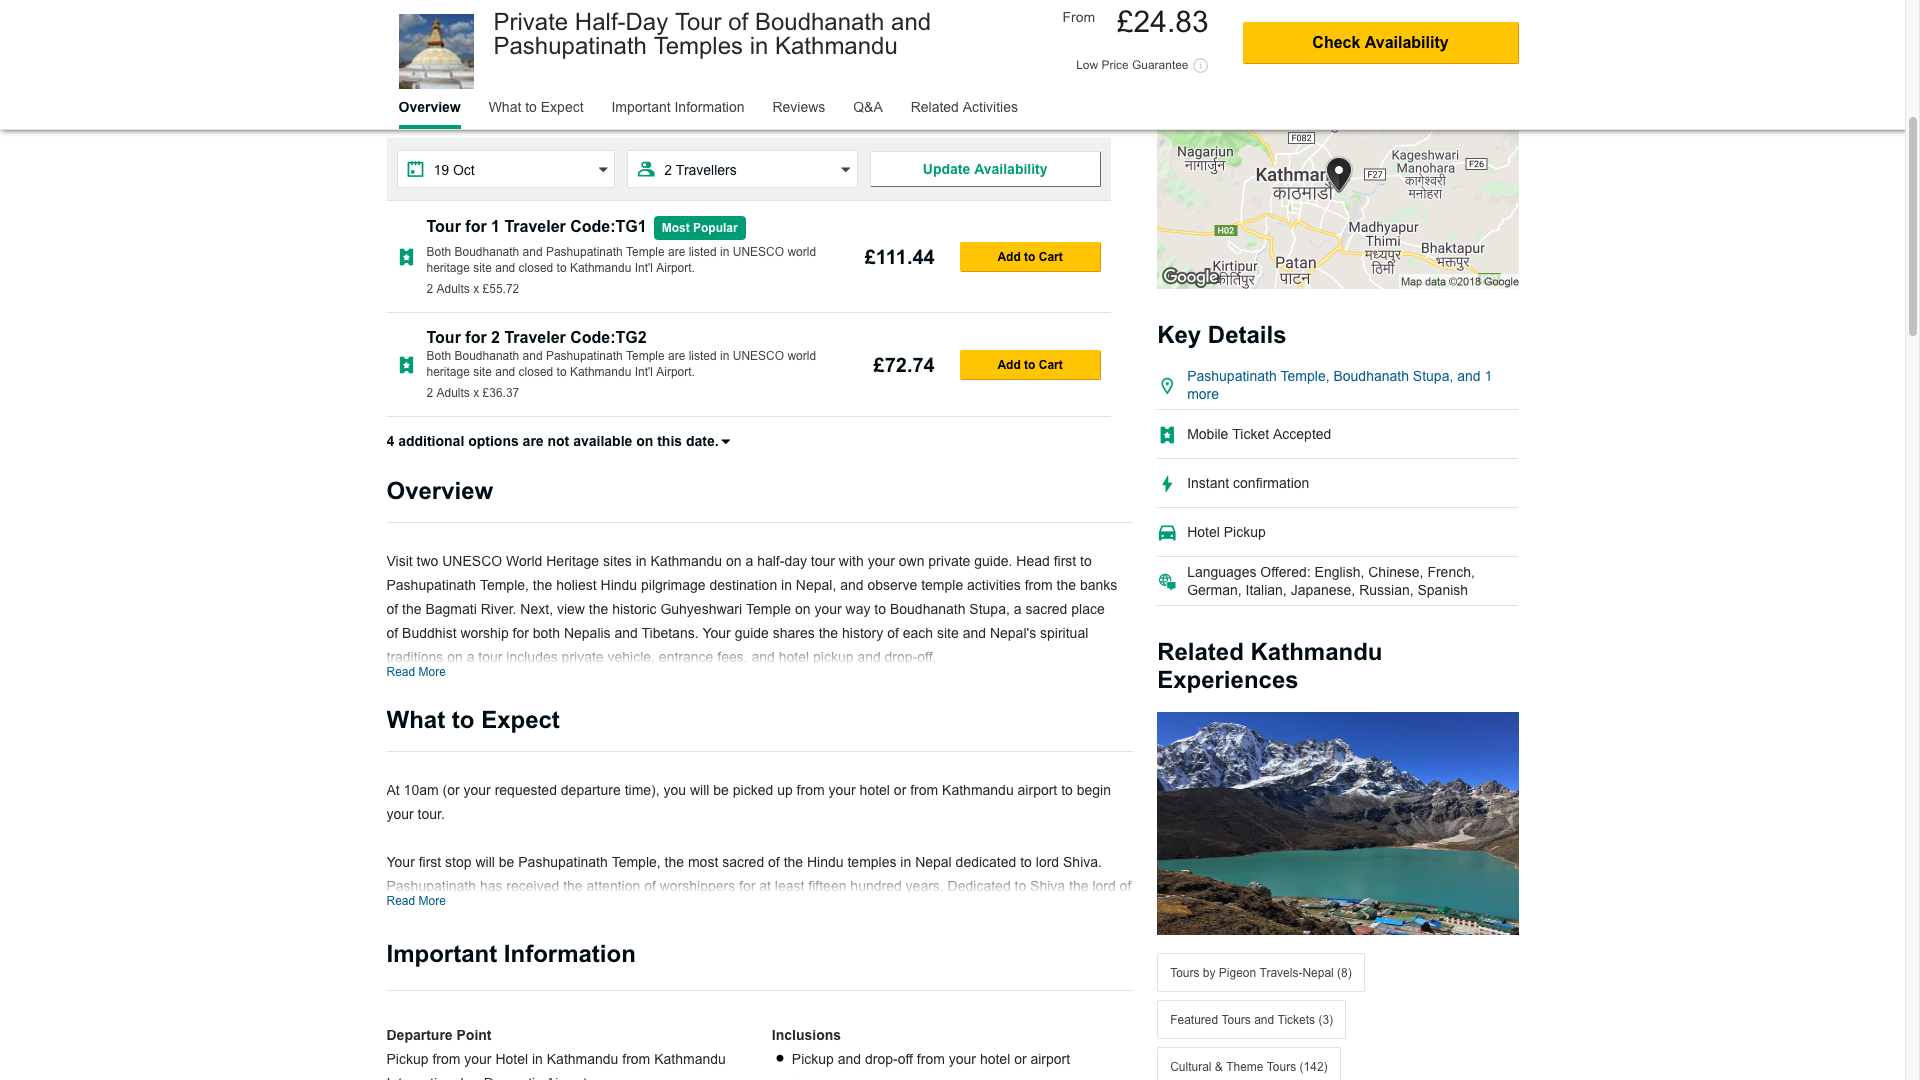 Private Half-Day Tour of Boudhanath and
Pashupatinath Temples in Kathmandu
From £24.83
Low Price Guarantee
Check Availability
Overview What to Expect Important Information Reviews Q&A Related Activities
19 Oct
2 Travellers
Update Availability
Tour for 1 Traveler Code:TG1 Most Popular
Both Boudhanath and Pashupatinath Temple are listed in UNESCO world
heritage site and closed to Kathmandu Int'l Airport.
2 Adults x £55.72
£111.44
Add to Cart
Tour for 2 Traveler Code:TG2
Both Boudhanath and Pashupatinath Temple are listed in UNESCO world
heritage site and closed to Kathmandu Int'l Airport.
2 Adults x £36.37
£72.74
Add to Cart
4 additional options are not available on this date.
Overview
Visit two UNESCO World Heritage sites in Kathmandu on a half-day tour with your own private guide. Head first to
Pashupatinath Temple, the holiest Hindu pilgrimage destination in Nepal, and observe temple activities from the banks
of the Bagmati River. Next, view the historic Guhyeshwari Temple on your way to Boudhanath Stupa, a sacred place
of Buddhist worship for both Nepalis and Tibetans. Your guide shares the history of each site and Nepal's spiritual
traditions on a tour includes private vehicle, entrance fees, and hotel pickup and drop-off.
Read More
What to Expect
At 10am (or your requested departure time), you will be picked up from your hotel or from Kathmandu airport to begin
your tour.
Your first stop will be Pashupatinath Temple, the most sacred of the Hindu temples in Nepal dedicated to lord Shiva.
Pashupatinath has received the attention of worshippers for at least fifteen hundred years. Dedicated to Shiva the lord of
Read More
Important Information
Departure Point
Pickup from your Hotel in Kathmandu from Kathmandu
Inclusions
Pickup and drop-off from your hotel or airport
F082
Nagarjun
नागार्जुन
Kageshwari
Manohara
कागेश्वरी
मनोहरा
F26
F27
काठमाडौं
H02
Madhyapur
Thimi
मध्यपुर
ठिमी
Bhaktapur
भक्तपुर
Kirtipur
कीर्तिपुर
Patan
पाटन
Google
Map data ©2018 Google
Key Details
Pashupatinath Temple, Boudhanath Stupa, and 1
more
Mobile Ticket Accepted
Instant confirmation
Hotel Pickup
Languages Offered: English, Chinese, French,
German, Italian, Japanese, Russian, Spanish
Related Kathmandu
Experiences
Tours by Pigeon Travels-Nepal (8)
Featured Tours and Tickets (3)
Cultural & Theme Tours (142)